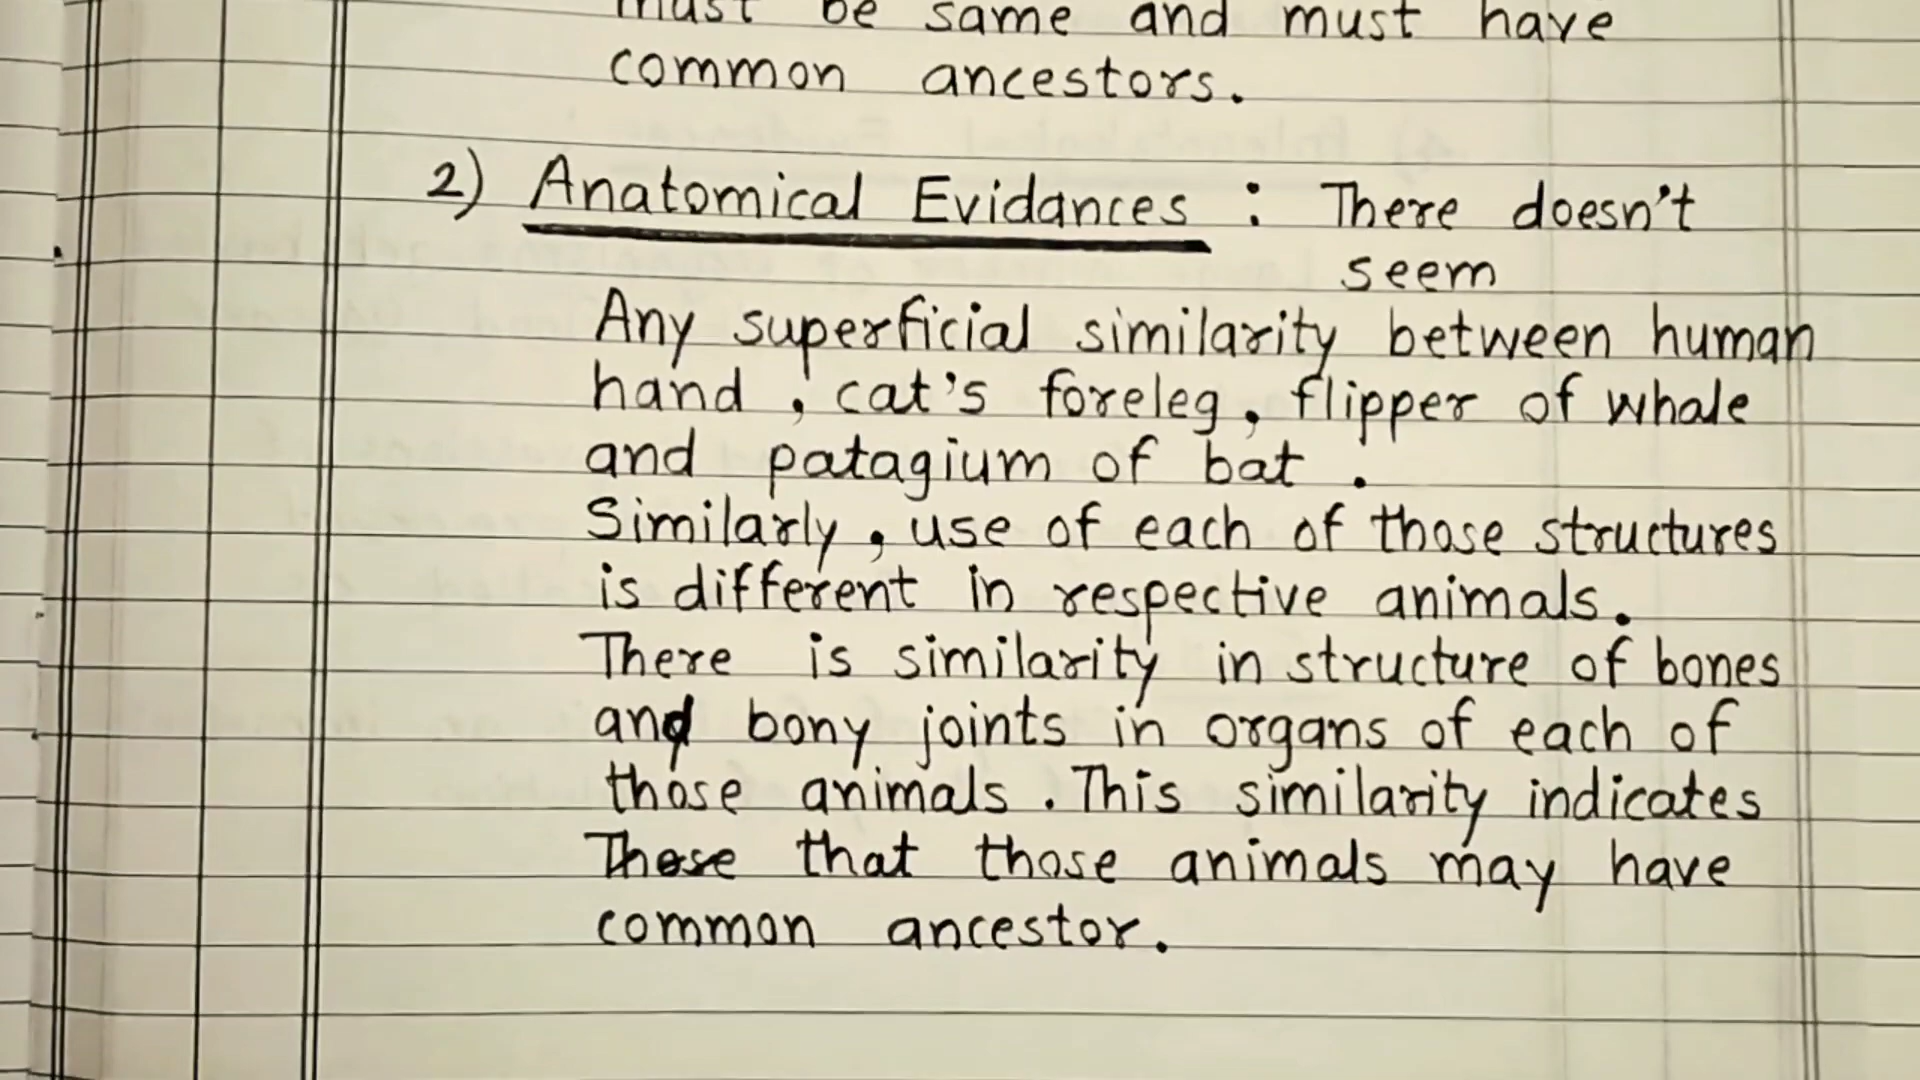 must be same and must have
common ancestors.
2) Anatomical Evidances : There doesn't
seem
Any superficial similarity between human
hand, cat's foreleg, flipper of whale
and patagium of bat.
Similarly, use of each of those structures
is different in respective animals.
There is similarity in structure of bones
and bony joints in organs of each of
those animals. This similarity indicates
These that those animals may have
common ancestor.